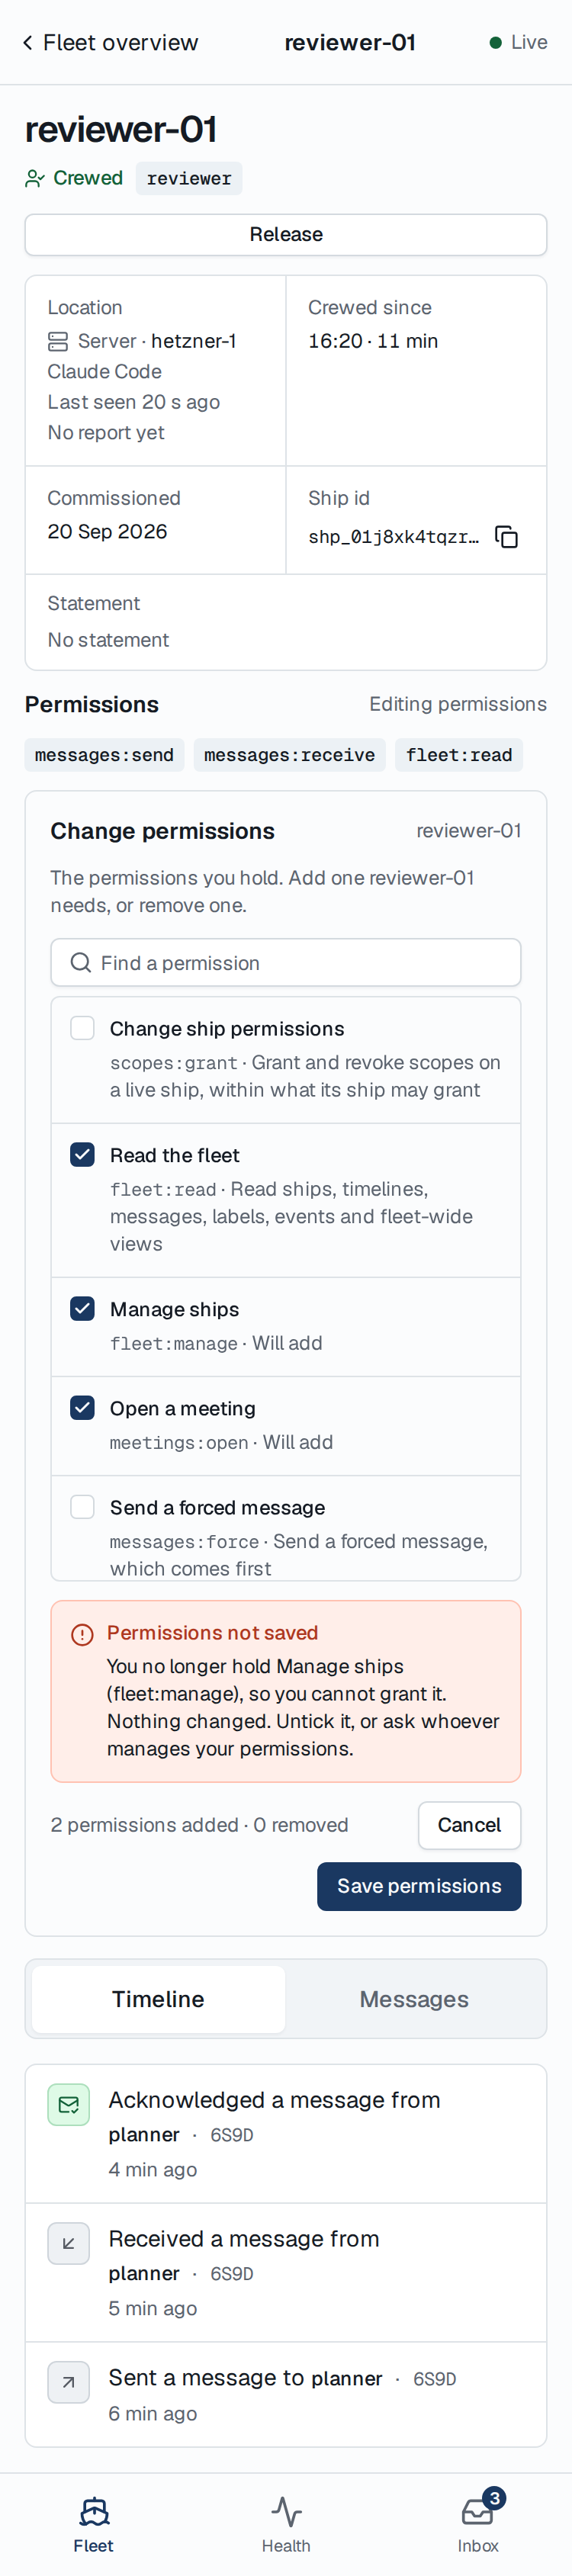 Fleet overview
reviewer-01
Live
reviewer-01
Crewed
reviewer
Release
Location
Server · hetzner-1
Claude Code
Last seen 20 s ago
No report yet
Crewed since
16:20 · 11 min
Commissioned
20 Sep 2026
Ship id
shp_01j8xk4tqzr…
Statement
No statement
Permissions
Editing permissions
messages:send
messages:receive
fleet:read
Change permissions
reviewer-01
The permissions you hold. Add one reviewer-01
needs, or remove one.
Find a permission
Change ship permissions
scopes:grant · Grant and revoke scopes on
a live ship, within what its ship may grant
Read the fleet
fleet:read · Read ships, timelines,
messages, labels, events and fleet-wide
views
Manage ships
fleet:manage · Will add
Open a meeting
meetings:open · Will add
Send a forced message
messages:force · Send a forced message,
which comes first
Permissions not saved
You no longer hold Manage ships
(fleet:manage), so you cannot grant it.
Nothing changed. Untick it, or ask whoever
manages your permissions.
2 permissions added · 0 removed
Cancel
Save permissions
Timeline
Messages
Acknowledged a message from
planner · 6S9D
4 min ago
Received a message from
planner · 6S9D
5 min ago
Sent a message to planner · 6S9D
6 min ago
Fleet
Health
3
Inbox